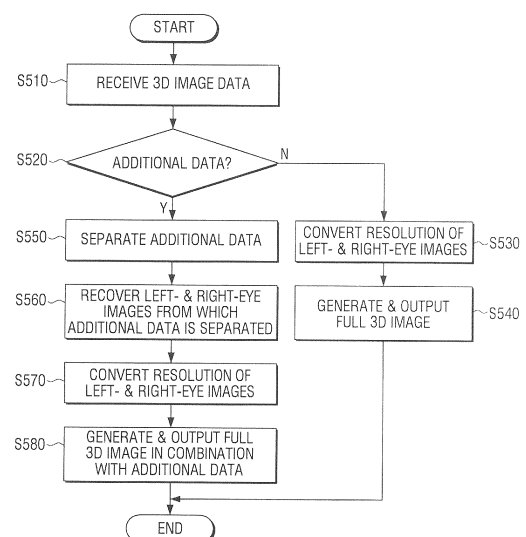 START
S510
RECEIVE 3D IMAGE DATA
S520
ADDITIONAL DATA?
N
Y
S550
SEPARATE ADDITIONAL DATA
CONVERT RESOLUTION OF
LEFT- & RIGHT-EYE IMAGES
S530
S560
RECOVER LEFT- & RIGHT-EYE
IMAGES FROM WHICH
ADDITIONAL DATA IS SEPARATED
GENERATE & OUTPUT
FULL 3D IMAGE
S540
S570
CONVERT RESOLUTION OF
LEFT- & RIGHT-EYE IMAGES
S580
GENERATE & OUTPUT FULL
3D IMAGE IN COMBINATION
WITH ADDITIONAL DATA
END